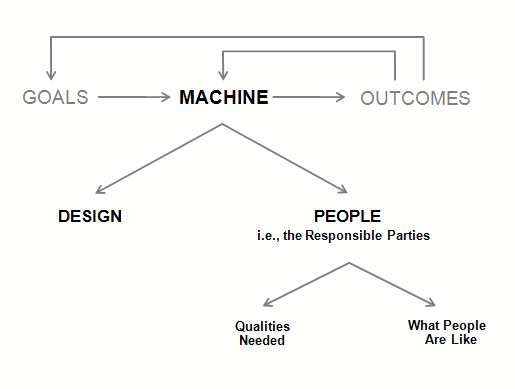 GOALS
MACHINE
OUTCOMES
DESIGN
PEOPLE
i.e., the Responsible Parties
Qualities
Needed
What People
Are Like